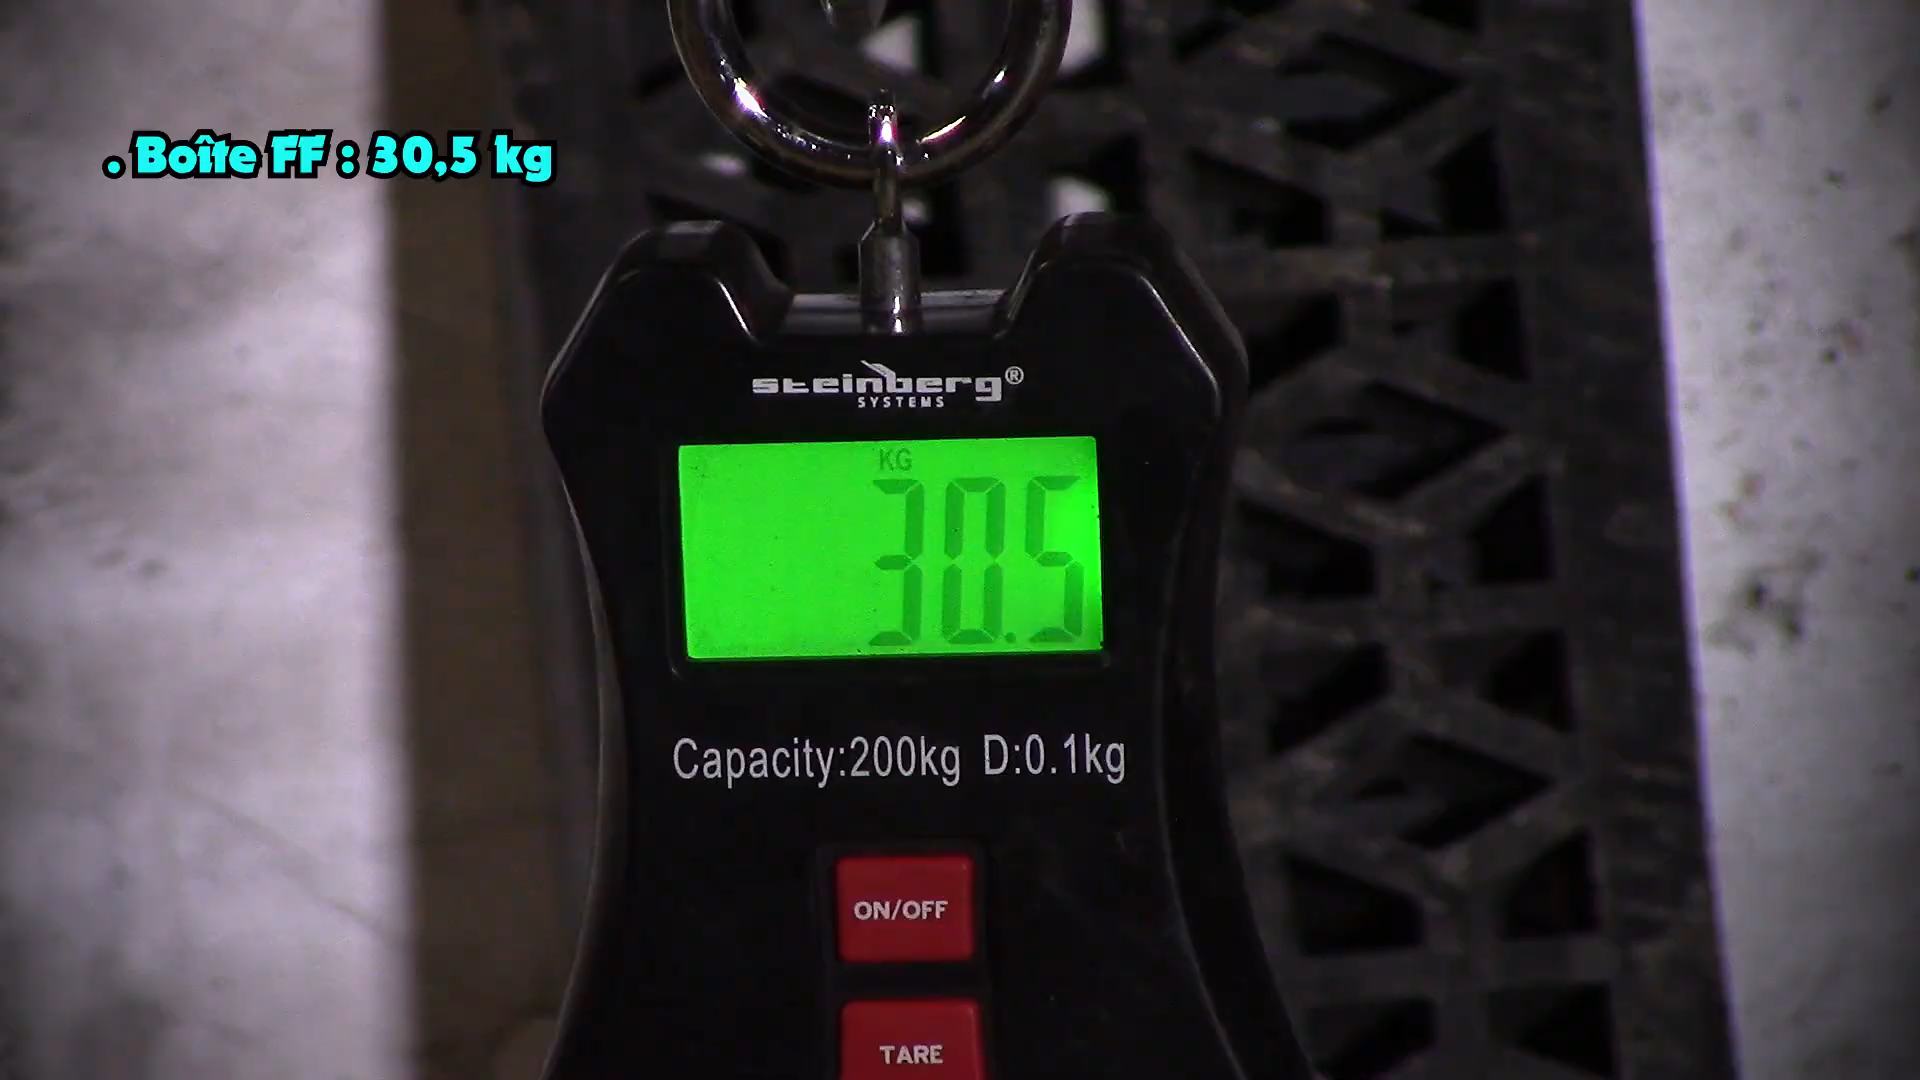 . Boîte FF : 30,5 kg
steinberg®
SYSTEMS
KG
30.5
Capacity:200kg D:0.1kg
ON/OFF
TARE